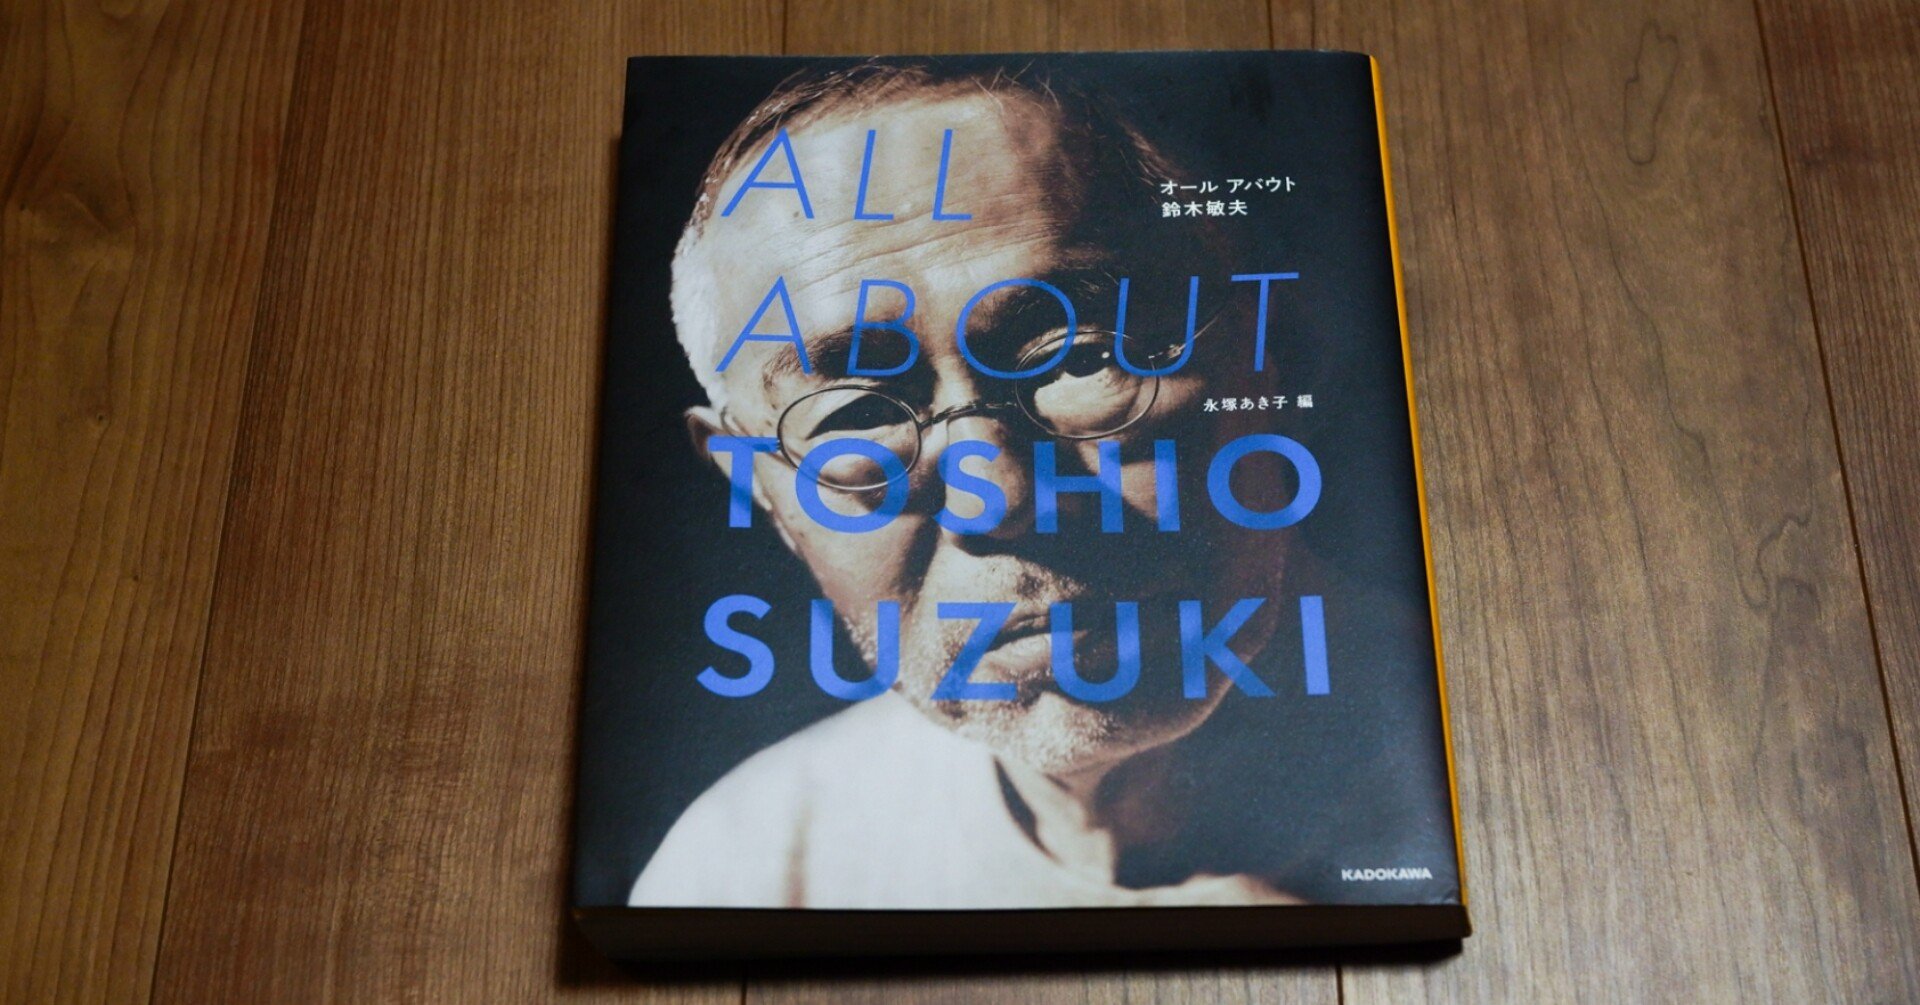 ALL
オール アバウト
鈴木敏夫
ABOUT
永塚あき子 編
TOSHIO
SUZUKI
KADOKAWA